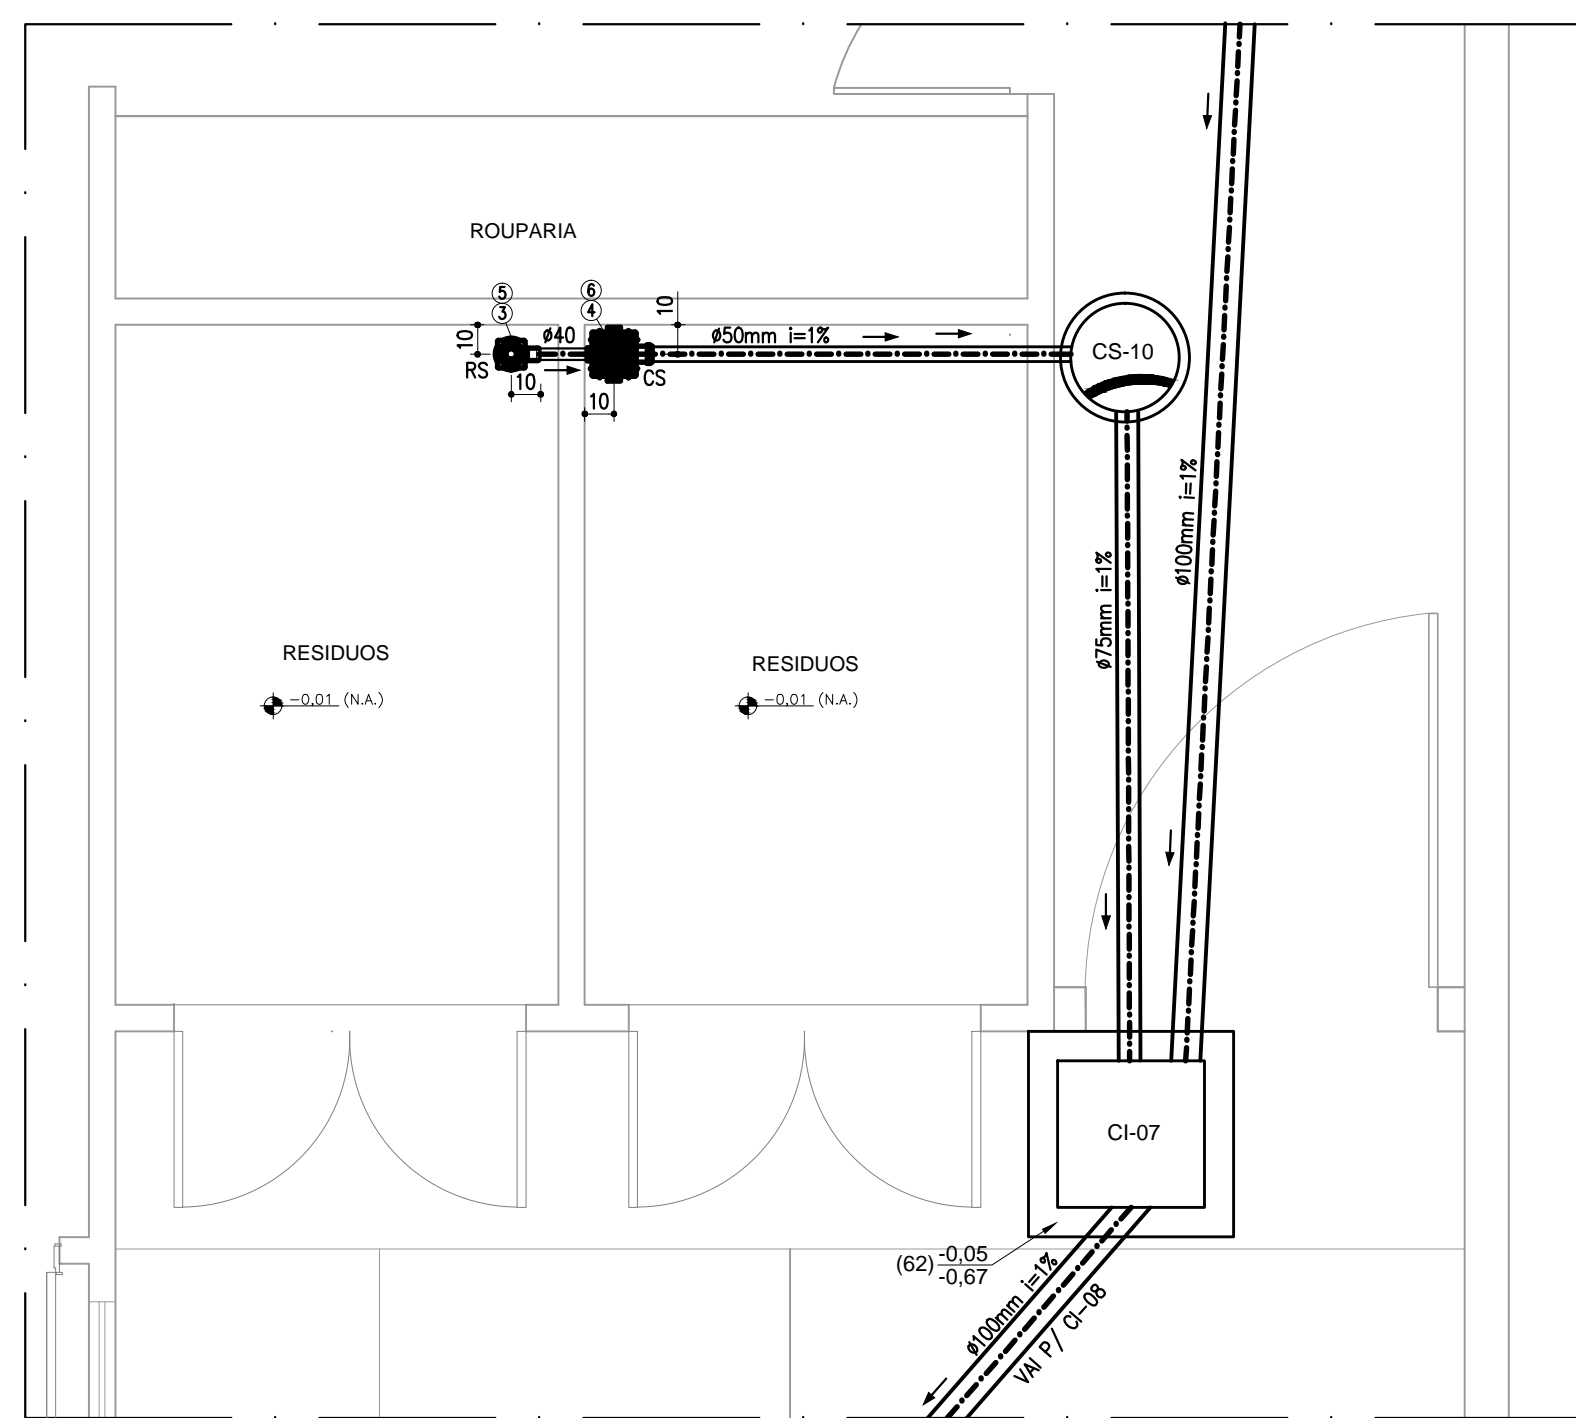 ROUPARIA
5
3
6
4
10
10
ø40
ø50mm i=1%
CS-10
RS
10
CS
10
ø100mm i=1%
ø75mm i=1%
RESIDUOS
-0,01 (N.A.)
RESIDUOS
-0,01 (N.A.)
CI-07
(62) -0,05
-0,67
ø100mm i=1%
VAI P/ CI-08